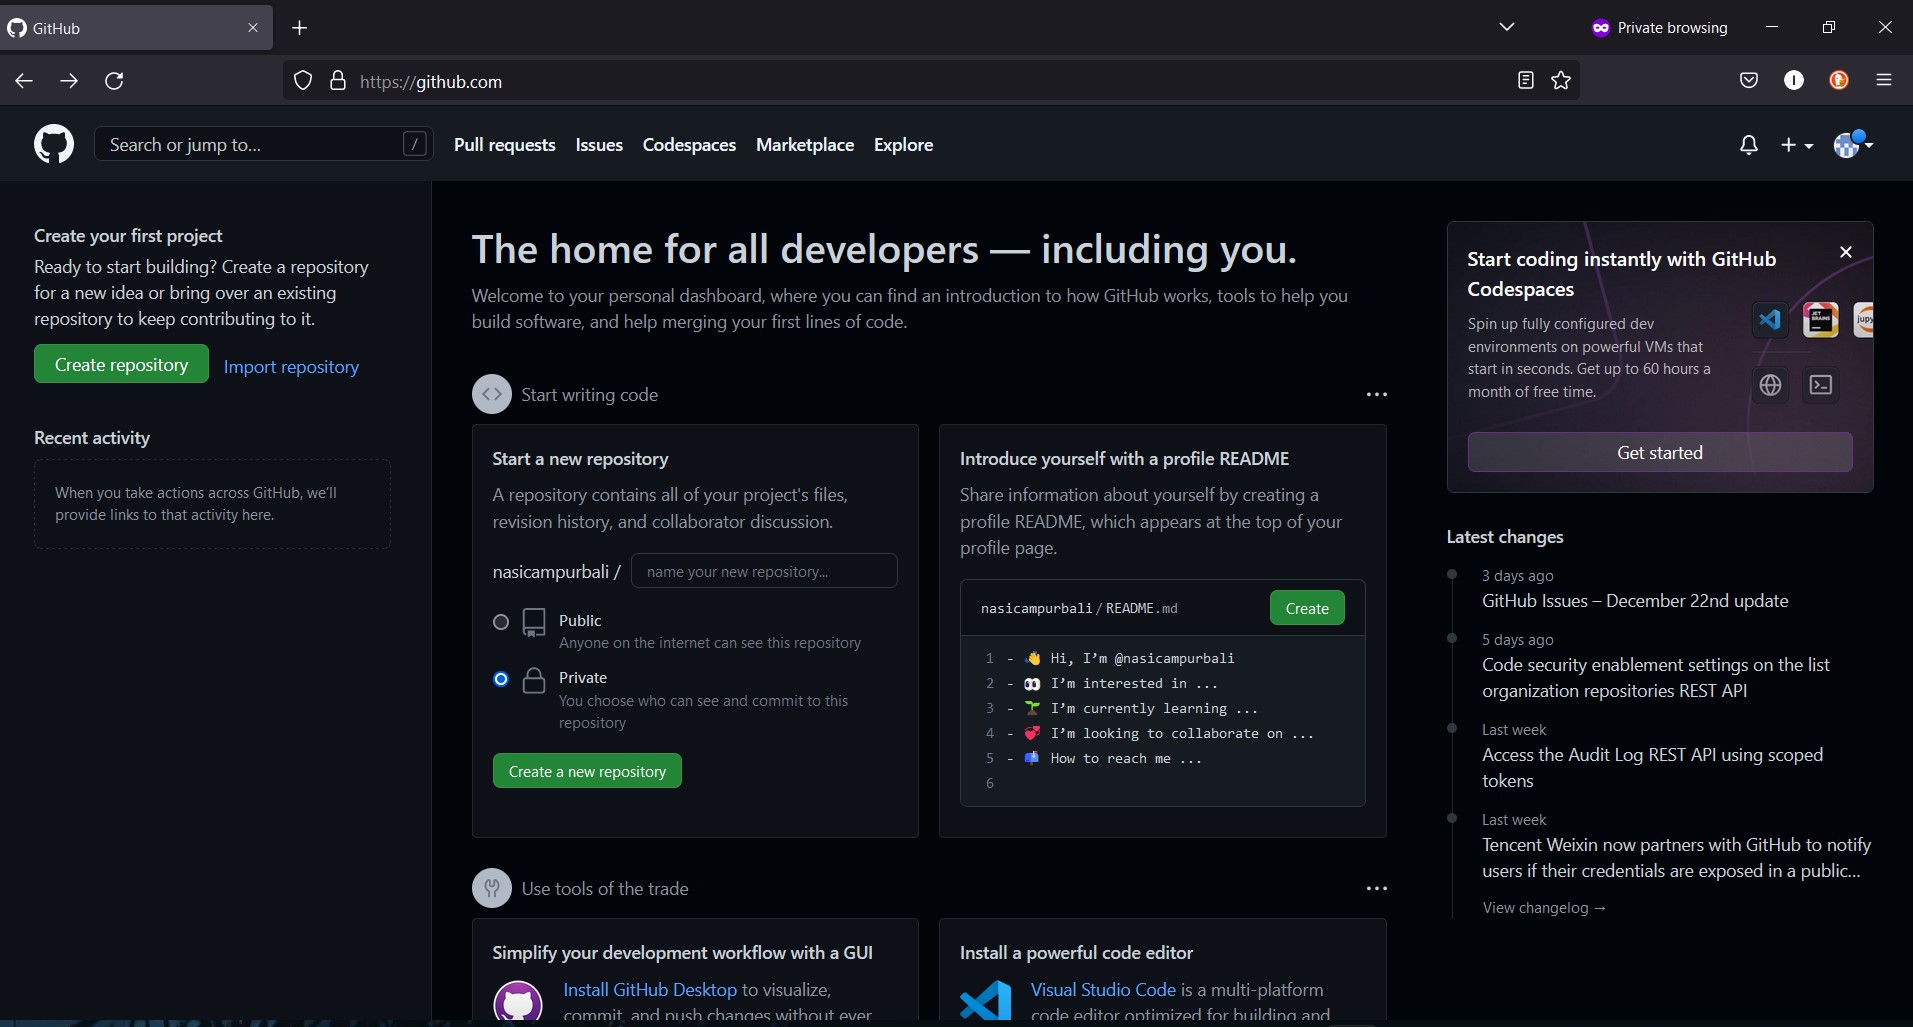 GitHub
Private browsing
https://github.com
Search or jump to...
/
Pull requests
Issues
Codespaces
Marketplace
Explore
Create your first project
Ready to start building? Create a repository
for a new idea or bring over an existing
repository to keep contributing to it.
Create repository
Import repository
Recent activity
When you take actions across GitHub, we'll
provide links to that activity here.
The home for all developers — including you.
Welcome to your personal dashboard, where you can find an introduction to how GitHub works, tools to help you
build software, and help merging your first lines of code.
Start writing code
Start a new repository
A repository contains all of your project's files,
revision history, and collaborator discussion.
nasicampurbali /
name your new repository...
Public
Anyone on the internet can see this repository
Private
You choose who can see and commit to this
repository
Create a new repository
Introduce yourself with a profile README
Share information about yourself by creating a
profile README, which appears at the top of your
profile page.
nasicampurbali / README.md
Create
1 - 👋 Hi, I’m @nasicampurbali
2 - 👀 I’m interested in ...
3 - 🌱 I’m currently learning ...
4 - 💞️ I’m looking to collaborate on ...
5 - 📫 How to reach me ...
6
Use tools of the trade
Simplify your development workflow with a GUI
Install GitHub Desktop to visualize,
commit, and push changes without ever
Install a powerful code editor
Visual Studio Code is a multi-platform
code editor optimized for building and
Start coding instantly with GitHub
Codespaces
Spin up fully configured dev
environments on powerful VMs that
start in seconds. Get up to 60 hours a
month of free time.
JET
BRAINS
jupy
Get started
Latest changes
3 days ago
GitHub Issues – December 22nd update
5 days ago
Code security enablement settings on the list
organization repositories REST API
Last week
Access the Audit Log REST API using scoped
tokens
Last week
Tencent Weixin now partners with GitHub to notify
users if their credentials are exposed in a public...
View changelog →